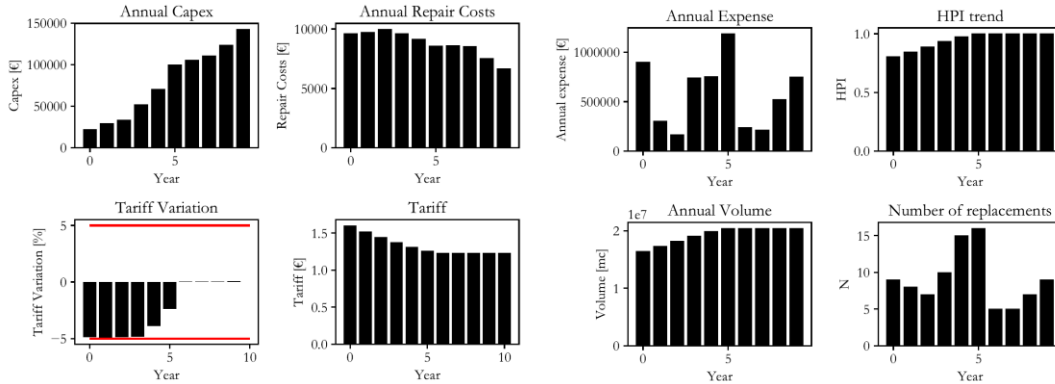 Annual Capex
Capex [€]
150000
100000
50000
0
0
5
Year
Annual Repair Costs
Repair Costs [€]
10000
5000
0
0
5
Year
Annual Expense
Annual expense [€]
1000000
500000
0
0
5
Year
HPI trend
HPI
1.0
0.5
0.0
0
5
Year
Tariff Variation
Tariff Variation [%]
5
0
−5
0
5
10
Year
Tariff
Tariff [€]
1.5
1.0
0.5
0.0
0
5
10
Year
Annual Volume
1e7
Volume [mc]
2
1
0
0
5
Year
Number of replacements
N
15
10
5
0
0
5
Year